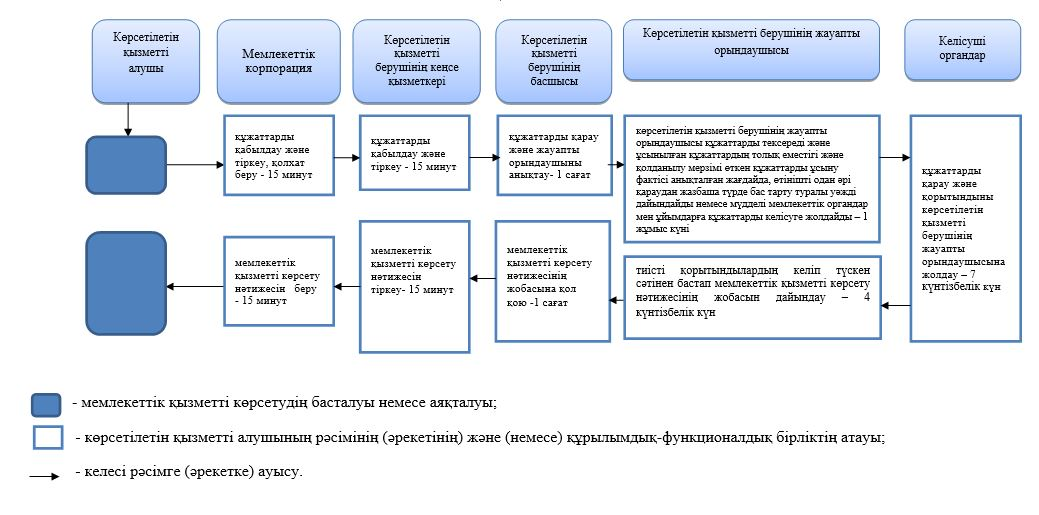 Көрсетілетін
қызметті
алушы
Мемлекеттік
корпорация
Көрсетілетін
қызметті
берушінің кеңсе
қызметкері
Көрсетілетін
қызметті
берушінің
басшысы
Көрсетілетін қызметті берушінің жауапты
орындаушысы
Келісуші
органдар
құжаттарды
қабылдау және
тіркеу, қолхат
беру - 15 минут
құжаттарды
қабылдау және
тіркеу - 15 минут
құжаттарды қарау
және жауапты
орындаушыны
анықтау- 1 сағат
көрсетілетін қызметті берушінің жауапты
орындаушысы құжаттарды тексереді және
ұсынылған құжаттардың толық еместігі және
қолданылу мерзімі өткен құжаттарды ұсыну
фактісі анықталған жағдайда, өтінішті одан әрі
қараудан жазбаша түрде бас тарту туралы уәжді
дайындайды немесе мүдделі мемлекеттік органдар
мен ұйымдарға құжаттарды келісуге жолдайды – 1
жұмыс күні
құжаттарды
қарау және
қорытындыны
көрсетілетін
қызметті
берушінің
жауапты
орындаушысына
жолдау – 7
күнтізбелік күн
мемлекеттік
қызметті көрсету
нәтижесін беру
- 15 минут
мемлекеттік
қызметті көрсету
нәтижесін
тіркеу- 15 минут
мемлекеттік
қызметті көрсету
нәтижесінің
жобасына қол
қою -1 сағат
тиісті қорытындылардың келіп түскен
сәтінен бастап мемлекеттік қызметті көрсету
нәтижесінің жобасын дайындау – 4
күнтізбелік күн
- мемлекеттік қызметті көрсетудің басталуы немесе аяқталуы;
- көрсетілетін қызметті алушының рәсімінің (әрекетінің) және (немесе) құрылымдық-функционалдық бірліктің атауы;
- келесі рәсімге (әрекетке) ауысу.